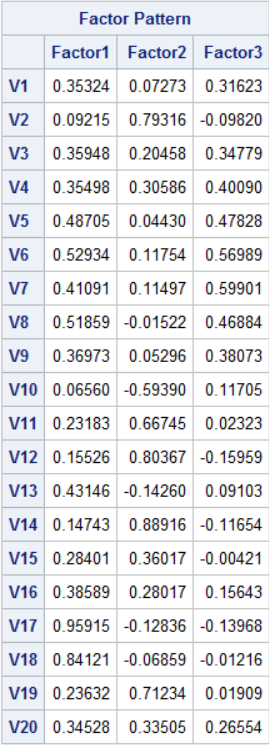 Factor Pattern
Factor1 Factor2 Factor3
V1 0.35324 0.07273 0.31623
V2 0.09215 0.79316 -0.09820
V3 0.35948 0.20458 0.34779
V4 0.35498 0.30586 0.40090
V5 0.48705 0.04430 0.47828
V6 0.52934 0.11754 0.56989
V7 0.41091 0.11497 0.59901
V8 0.51859 -0.01522 0.46884
V9 0.36973 0.05296 0.38073
V10 0.06560 -0.59390 0.11705
V11 0.23183 0.66745 0.02323
V12 0.15526 0.80367 -0.15959
V13 0.43146 -0.14260 0.09103
V14 0.14743 0.88916 -0.11654
V15 0.28401 0.36017 -0.00421
V16 0.38589 0.28017 0.15643
V17 0.95915 -0.12836 -0.13968
V18 0.84121 -0.06859 -0.01216
V19 0.23632 0.71234 0.01909
V20 0.34528 0.33505 0.26554